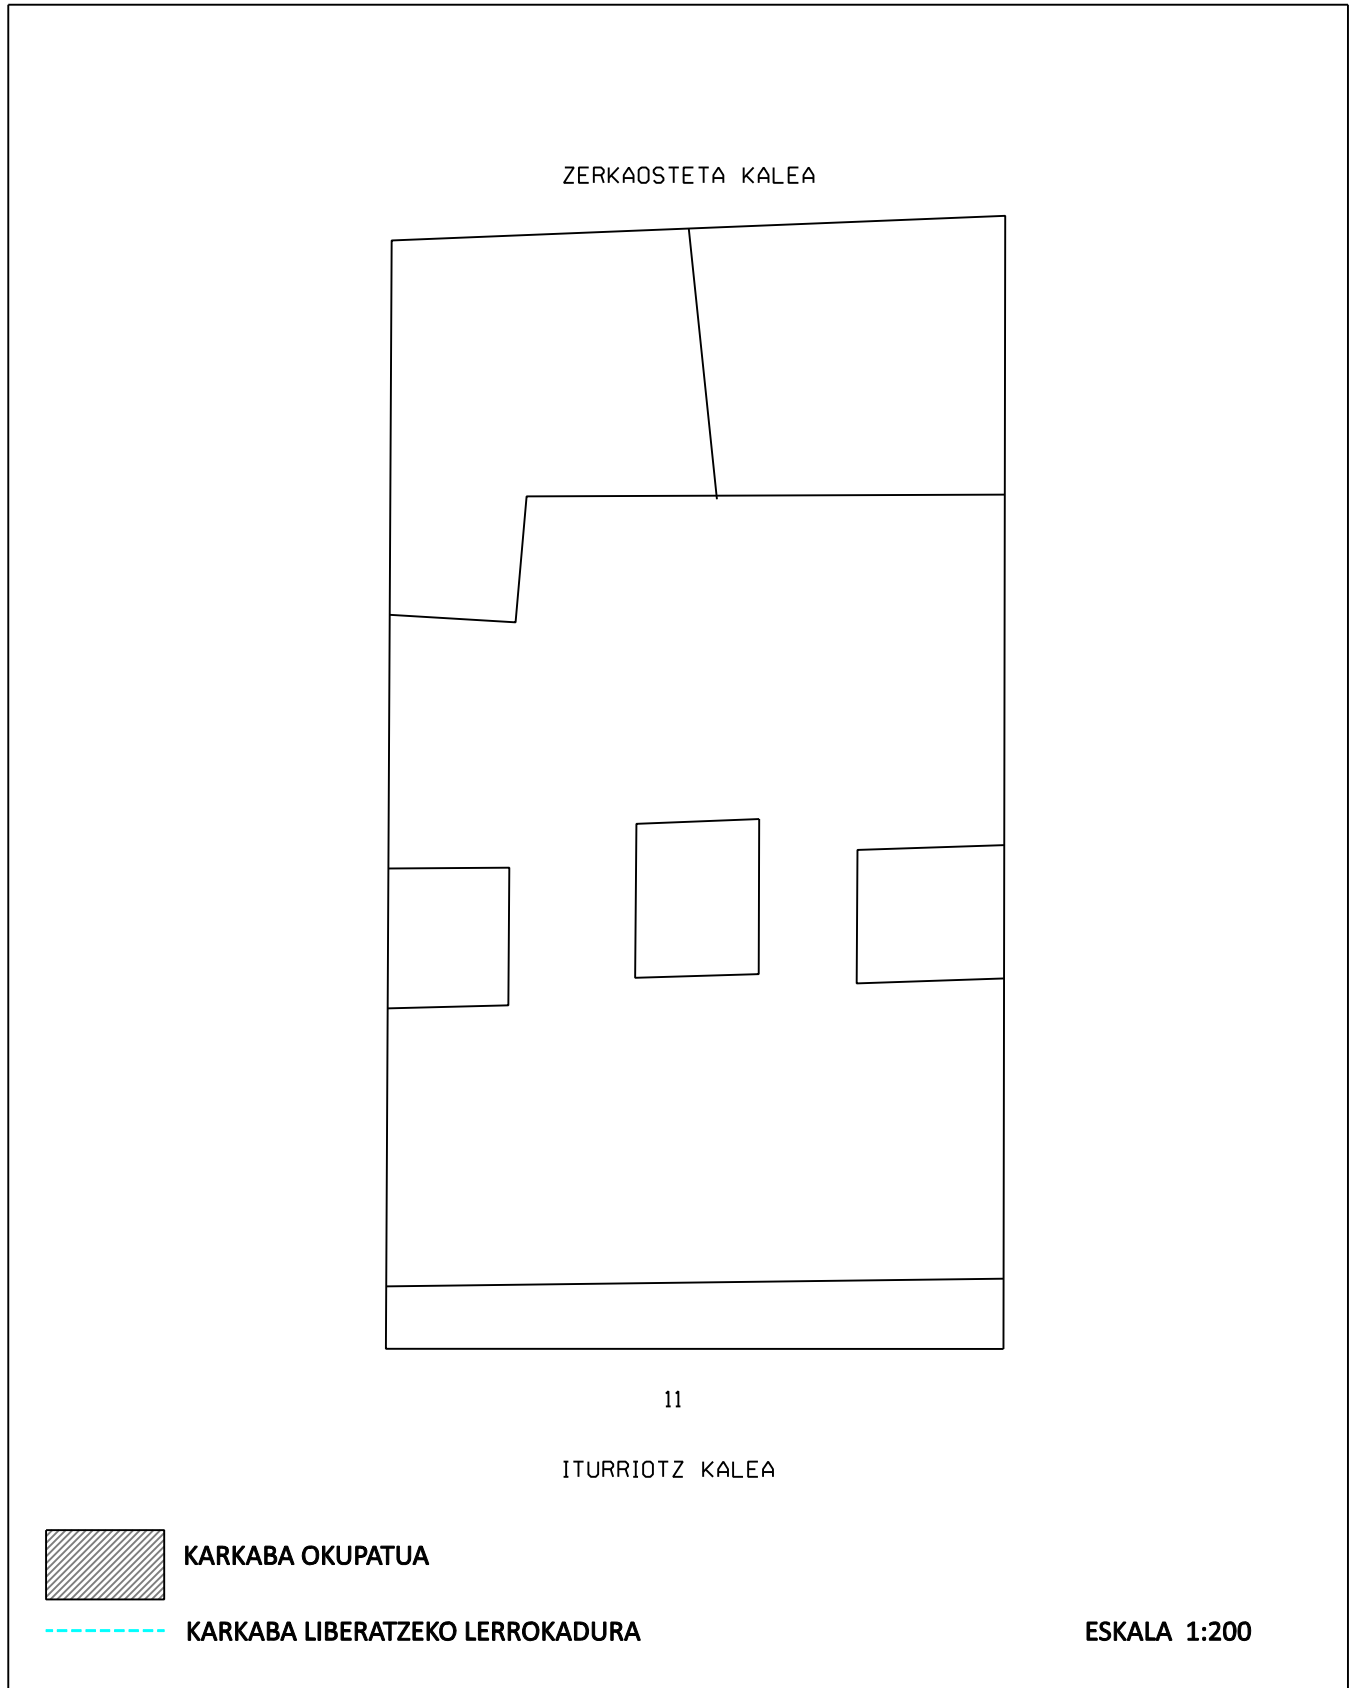 ZERKAOSTETA KALEA
11
ITURRIOTZ KALEA
KARKABA OKUPATUA
KARKABA LIBERATZEKO LERROKADURA
ESKALA 1:200